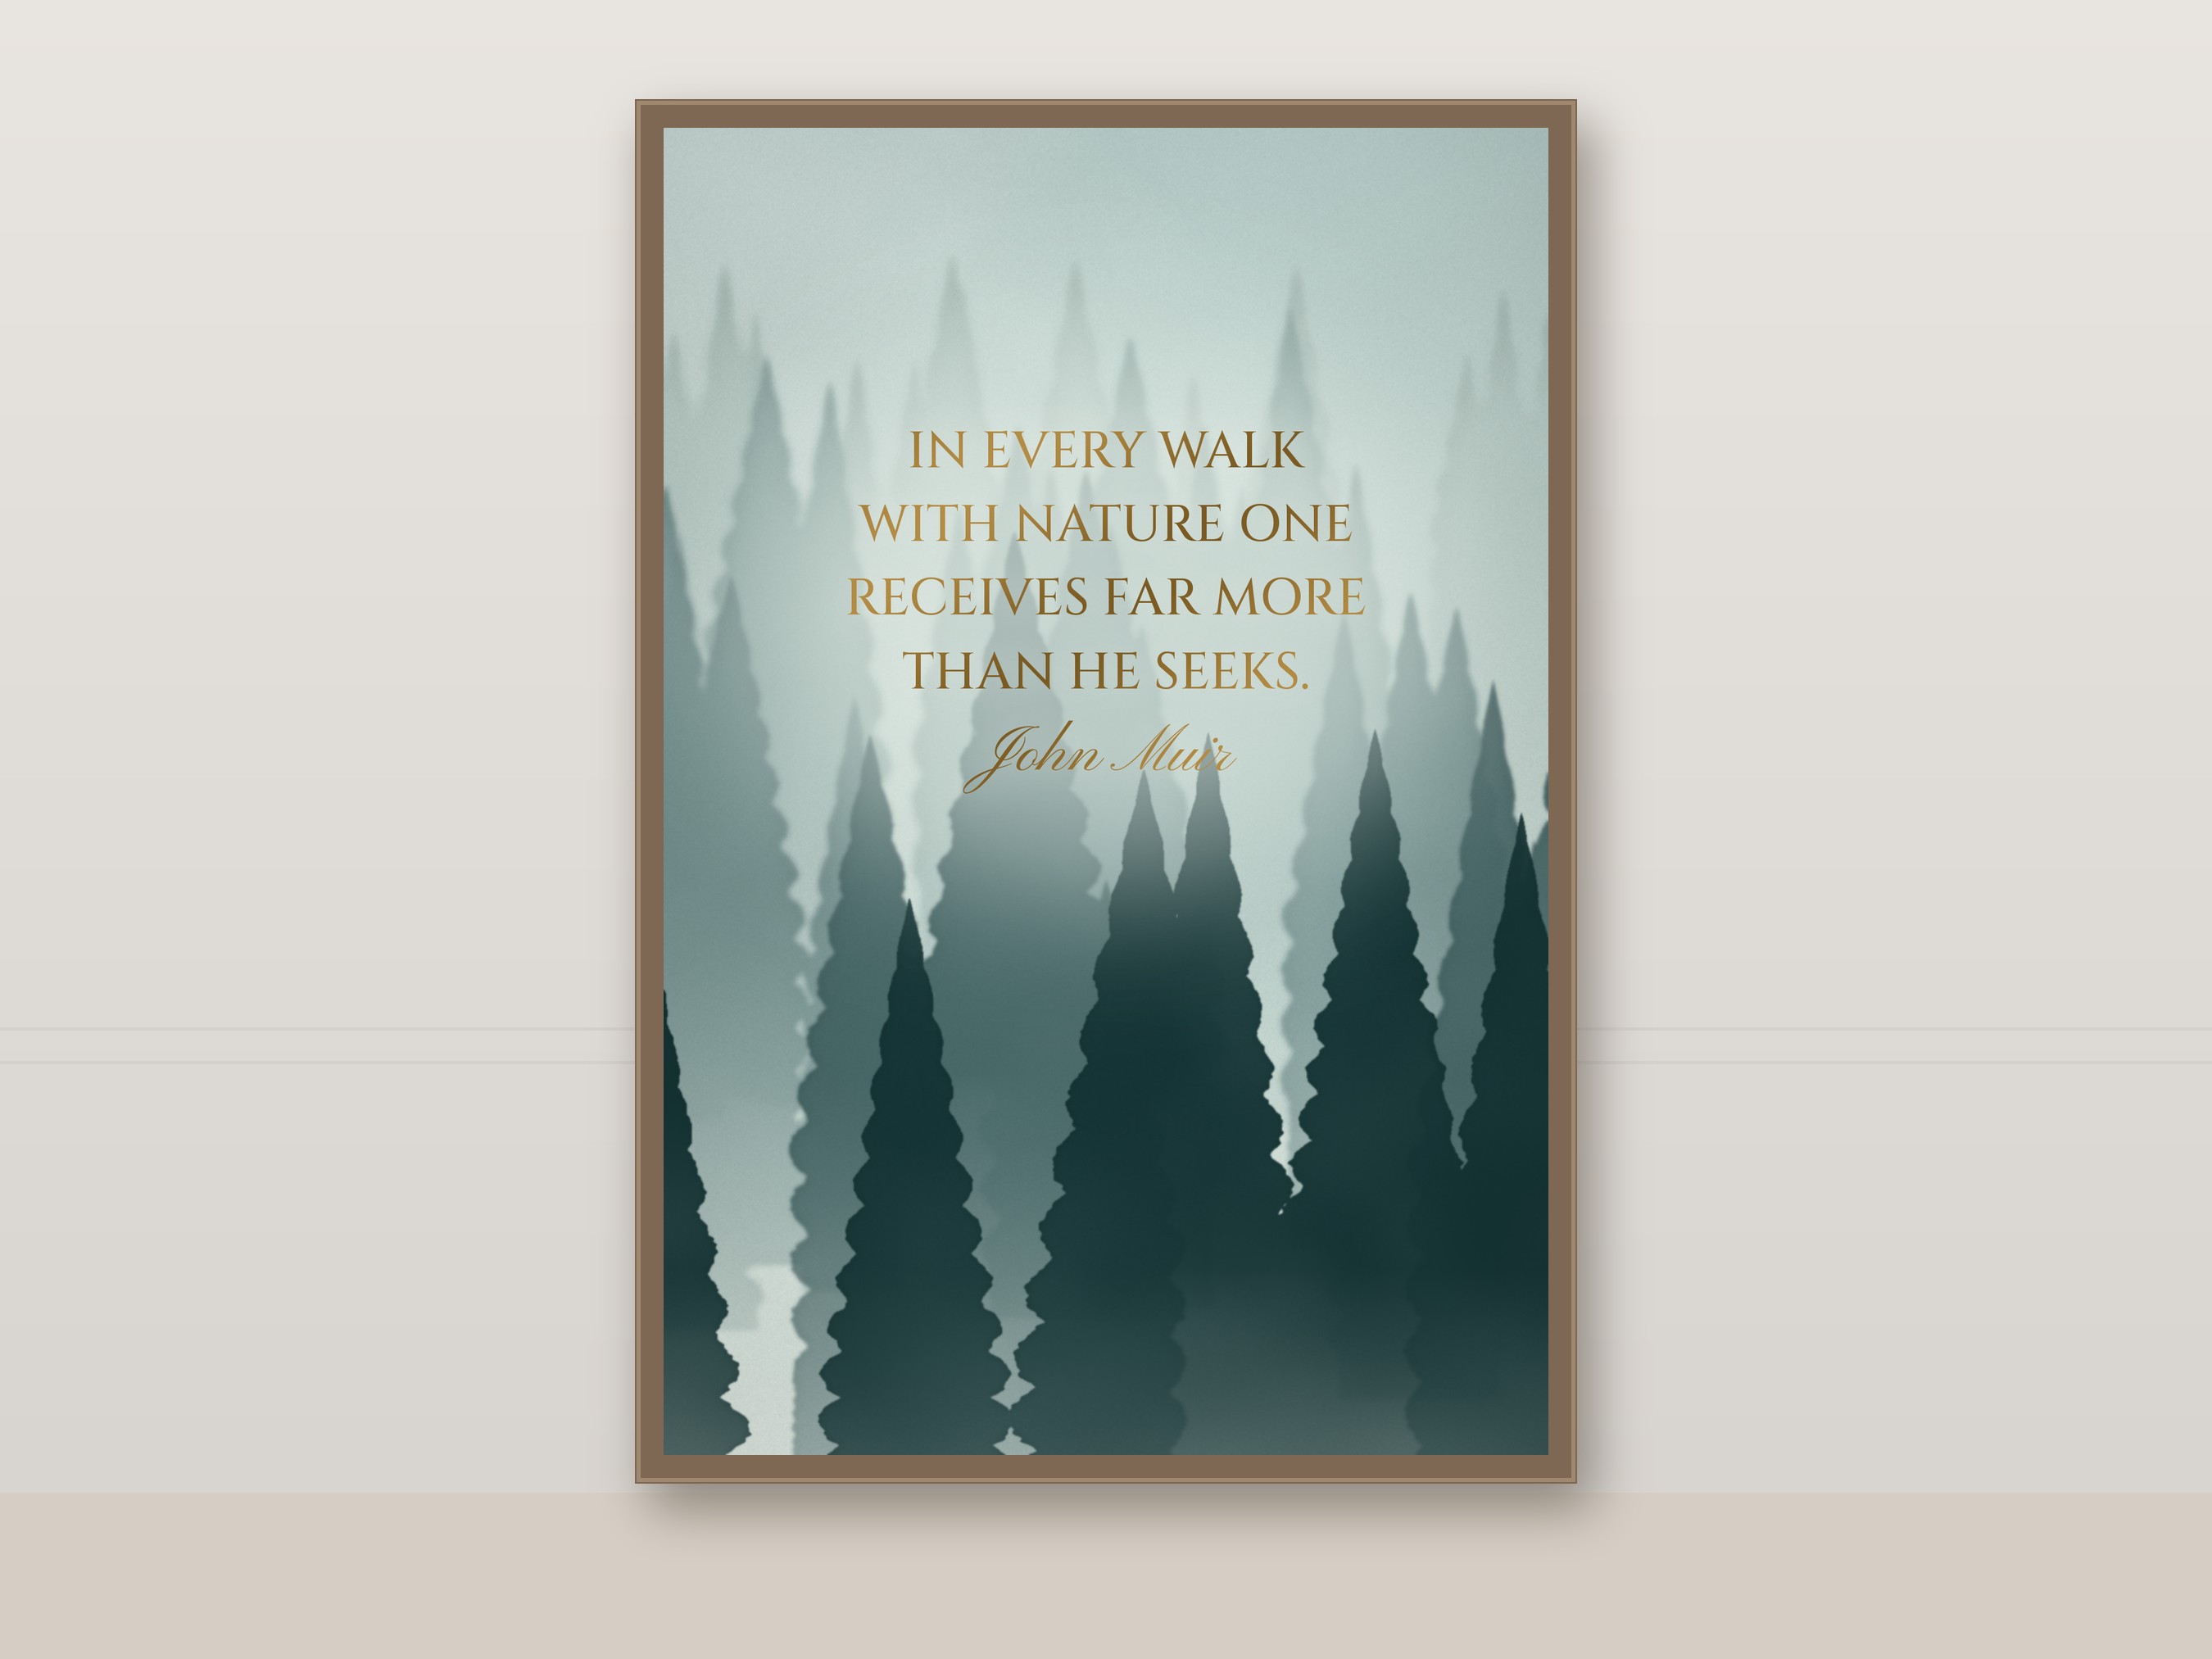 IN EVERY WALK
WITH NATURE ONE
RECEIVES FAR MORE
THAN HE SEEKS.
John Muir